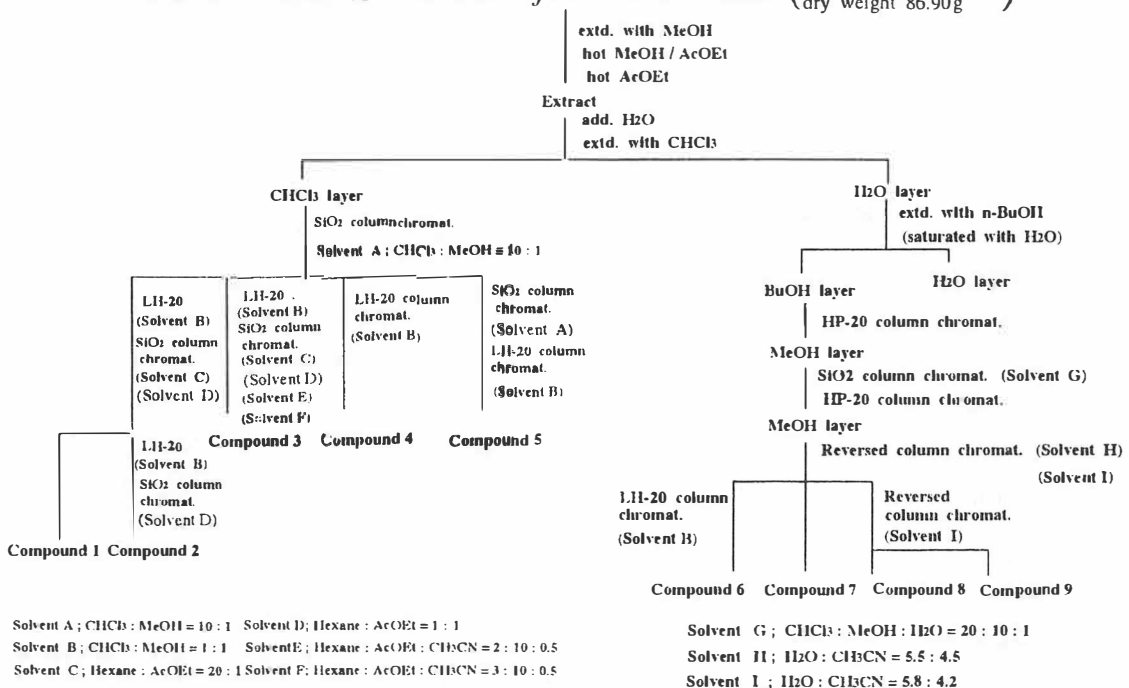 (dry weight 86.90g )
extd. with MeOH
hot MeOH / AcOEt
hot AcOEt
Extract
add. H2O
extd. with CHCl3
CHCl3 layer
SiO2 columnchromat.
Solvent A ; CHCl3 : MeOH = 10 : 1
LH-20
(Solvent B)
SiO2 column
chromat.
(Solvent C)
(Solvent D)
LH-20 .
(Solvent B)
SiO2 column
chromat.
(Solvent C)
(Solvent D)
(Solvent E)
(Solvent F)
LH-20 column
chromat.
(Solvent B)
SiO2 column
chromat.
(Solvent A)
LH-20 column
chromat.
(Solvent B)
LH-20
(Solvent B)
SiO2 column
chromat.
(Solvent D)
Compound 3 Compound 4 Compound 5
Compound 1 Compound 2
H2O layer
extd. with n-BuOH
(saturated with H2O)
BuOH layer
H2O layer
HP-20 column chromat.
MeOH layer
SiO2 column chromat. (Solvent G)
HP-20 column chromat.
MeOH layer
Reversed column chromat. (Solvent H)
(Solvent I)
LH-20 column
chromat.
(Solvent B)
Reversed
column chromat.
(Solvent I)
Compound 6 Compound 7 Compound 8 Compound 9
Solvent A ; CHCl3 : MeOH = 10 : 1 Solvent D; Hexane : AcOEt = 1 : 1
Solvent B ; CHCl3 : MeOH = 1 : 1 SolventE; Hexane : AcOEt : CH3CN = 2 : 10 : 0.5
Solvent C ; Hexane : AcOEt = 20 : 1 Solvent F; Hexane : AcOEt : CH3CN = 3 : 10 : 0.5
Solvent G ; CHCl3 : MeOH : H2O = 20 : 10 : 1
Solvent H ; H2O : CH3CN = 5.5 : 4.5
Solvent I ; H2O : CH3CN = 5.8 : 4.2